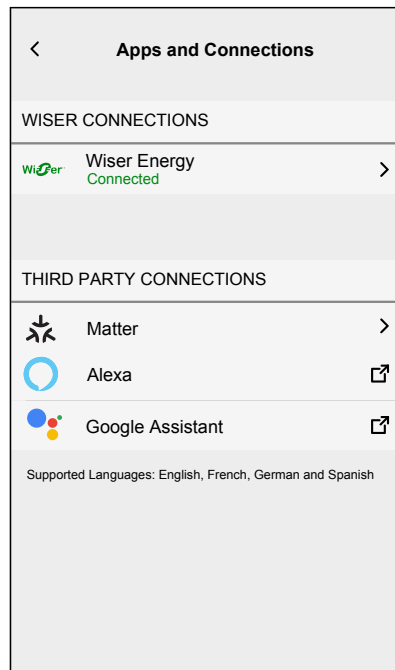 Apps and Connections
WISER CONNECTIONS
Wiser
Wiser Energy
Connected
THIRD PARTY CONNECTIONS
Matter
Alexa
Google Assistant
Supported Languages: English, French, German and Spanish